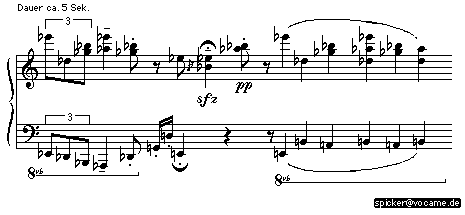 Dauer ca. 5 Sek.
3
sfz
pp
3
8vb
8vb
spicker@vocame.de